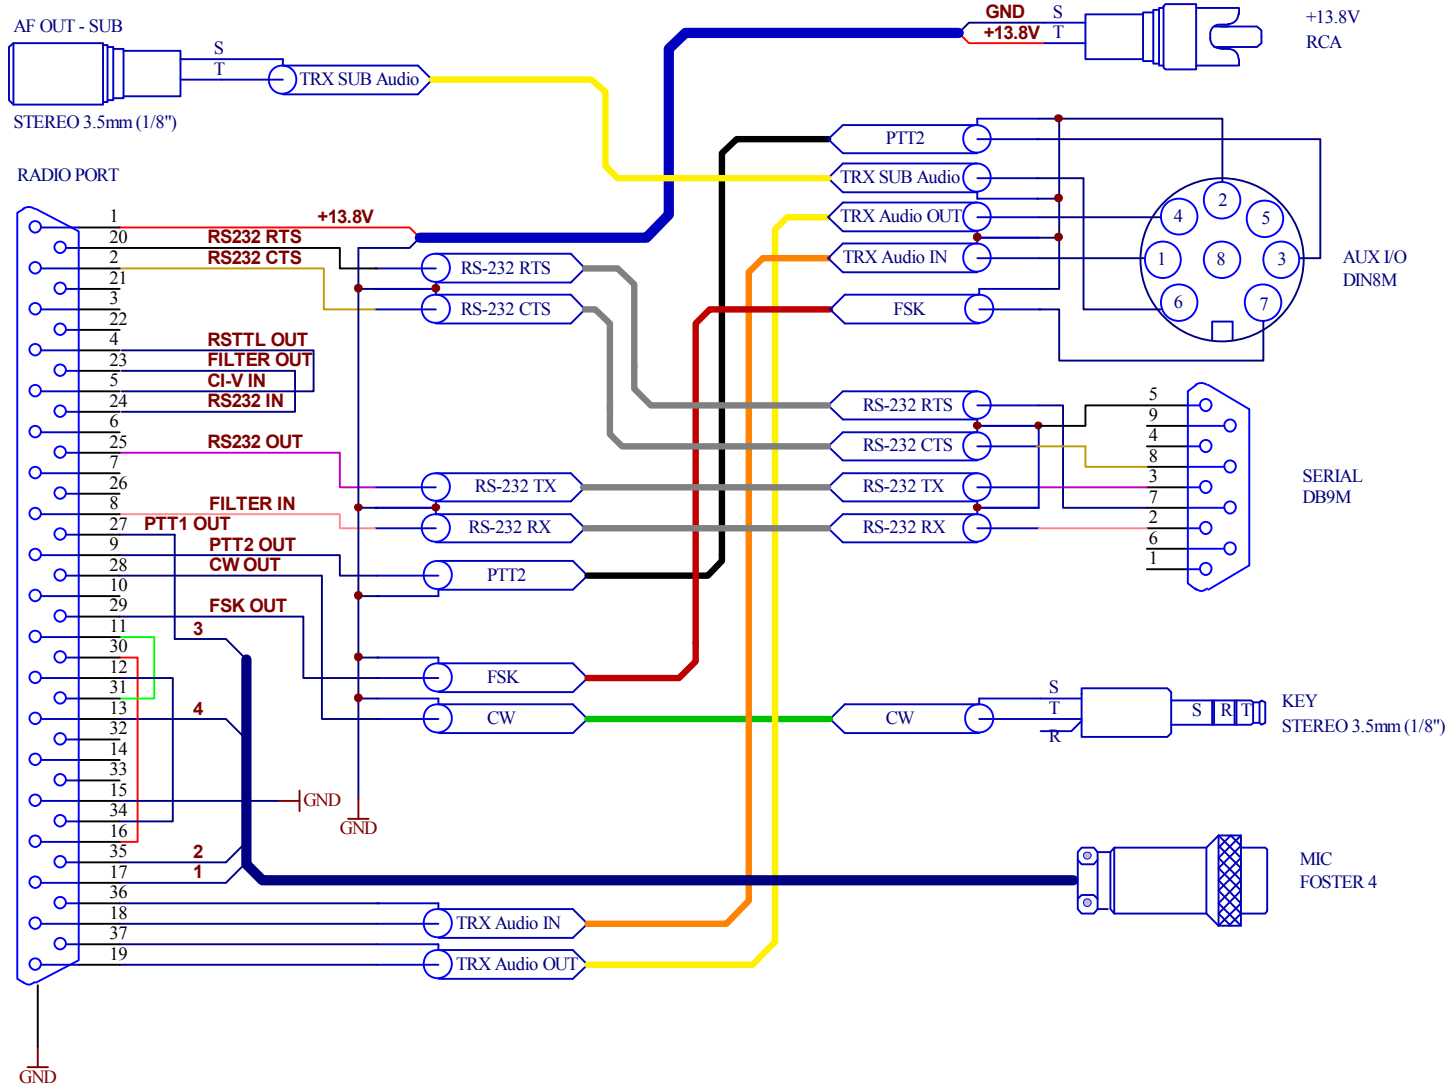 AF OUT - SUB
S
T
TRX SUB Audio
STEREO 3.5mm (1/8")
GND
S
+13.8V
T
+13.8V
RCA
RADIO PORT
1
+13.8V
20
RS232 RTS
2
RS232 CTS
21
3
22
4
RSTTL OUT
23
FILTER OUT
5
CI-V IN
24
RS232 IN
6
25
RS232 OUT
7
26
8
FILTER IN
27
PTT1 OUT
9
PTT2 OUT
28
CW OUT
10
29
FSK OUT
11
3
30
12
31
13
4
32
14
33
15
GND
34
16
35
2
17
1
36
18
37
19
GND
RS-232 RTS
RS-232 CTS
RS-232 TX
RS-232 RX
PTT2
FSK
CW
GND
TRX Audio IN
TRX Audio OUT
PTT2
TRX SUB Audio
TRX Audio OUT
TRX Audio IN
FSK
2
4
5
1
8
3
6
7
AUX I/O
DIN8M
RS-232 RTS
RS-232 CTS
RS-232 TX
RS-232 RX
5
9
4
8
3
7
2
6
1
SERIAL
DB9M
CW
S
T
R
S R T
KEY
STEREO 3.5mm (1/8")
MIC
FOSTER 4